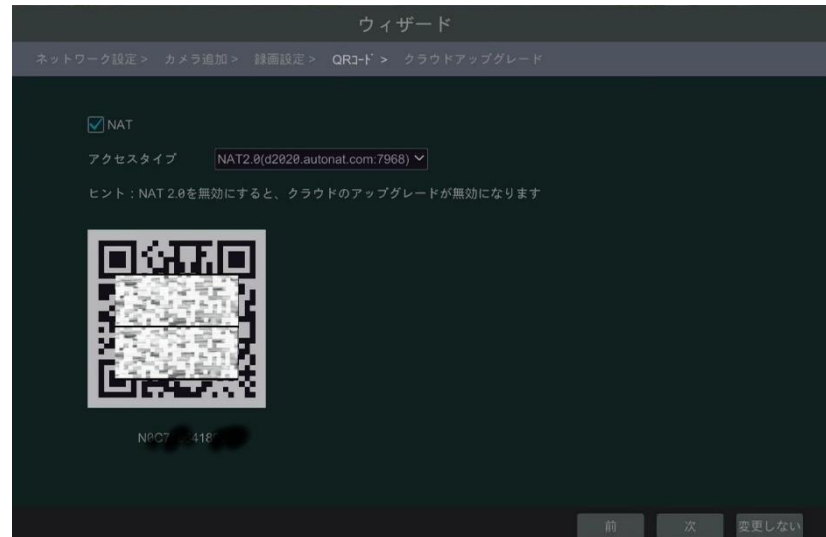 ウィザード
ネットワーク設定 > カメラ追加 > 録画設定 > QRコード > クラウドアップグレード
NAT
アクセスタイプ NAT2.0(d2020.autonat.com:7968)
ヒント：NAT 2.0を無効にすると、クラウドのアップグレードが無効になります
N0C7 418
前 次 変更しない